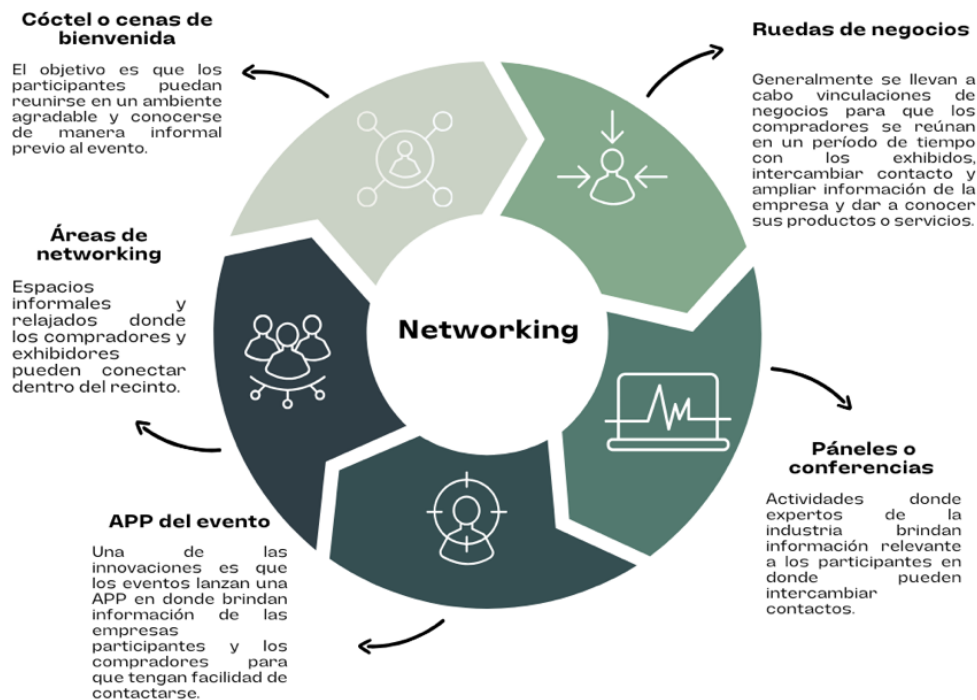 Cóctel o cenas de
bienvenida
El objetivo es que los
participantes puedan
reunirse en un ambiente
agradable y conocerse
de manera informal
previo al evento.
Ruedas de negocios
Generalmente se llevan a
cabo vinculaciones de
negocios para que los
compradores se reúnan
en un período de tiempo
con los exhibidos,
intercambiar contacto y
ampliar información de la
empresa y dar a conocer
sus productos o servicios.
Áreas de
networking
Espacios
informales y
relajados donde
los compradores y
exhibidores
pueden conectar
dentro del recinto.
Networking
Páneles o
conferencias
Actividades donde
expertos de la
industria brindan
información relevante
a los participantes en
donde pueden
intercambiar
contactos.
APP del evento
Una de las
innovaciones es que
los eventos lanzan una
APP en donde brindan
información de las
empresas
participantes y los
compradores para
que tengan facilidad de
contactarse.